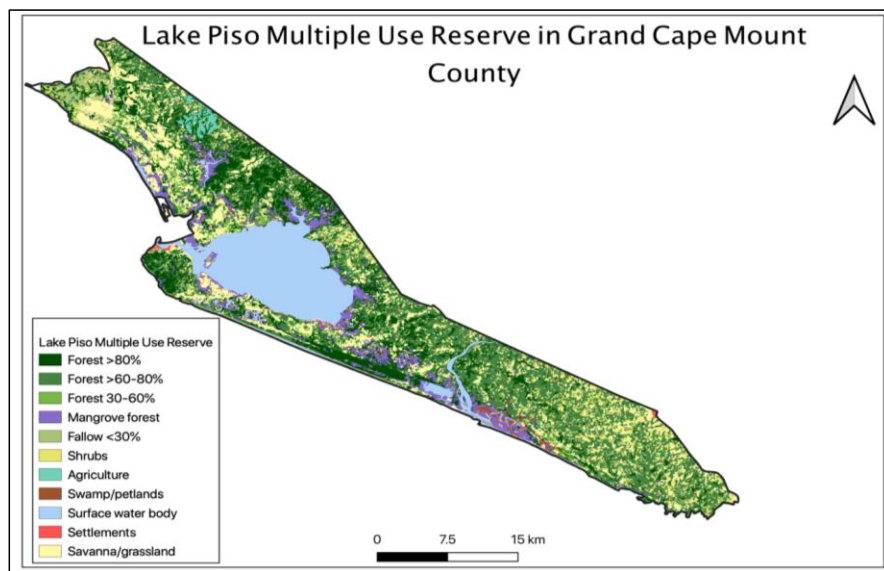 Lake Piso Multiple Use Reserve in Grand Cape Mount
County
Lake Piso Multiple Use Reserve
Forest >80%
Forest >60-80%
Forest 30-60%
Mangrove forest
Fallow <30%
Shrubs
Agriculture
Swamp/petlands
Surface water body
Settlements
Savanna/grassland
0 7.5 15 km